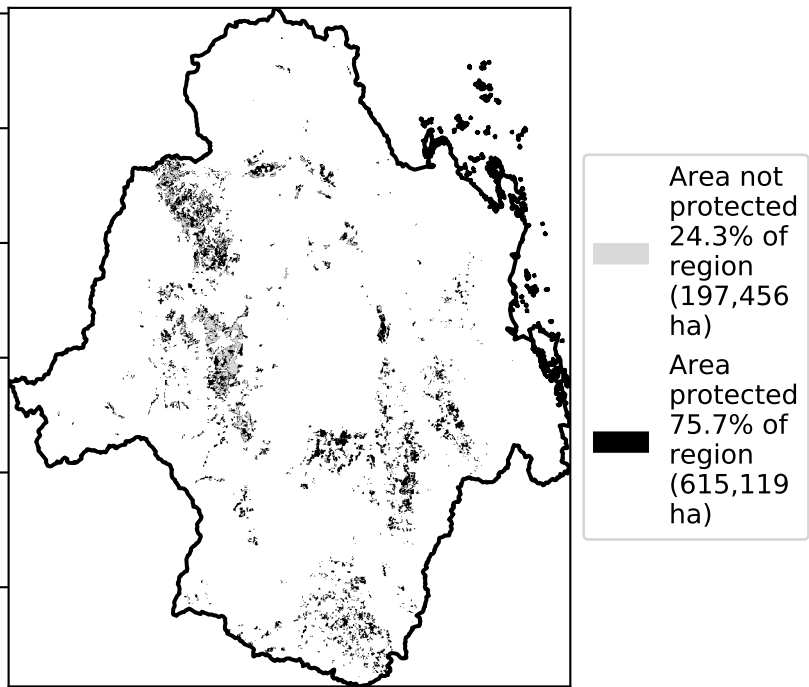 Area not
protected
24.3% of
region
(197,456
ha)
Area
protected
75.7% of
region
(615,119
ha)